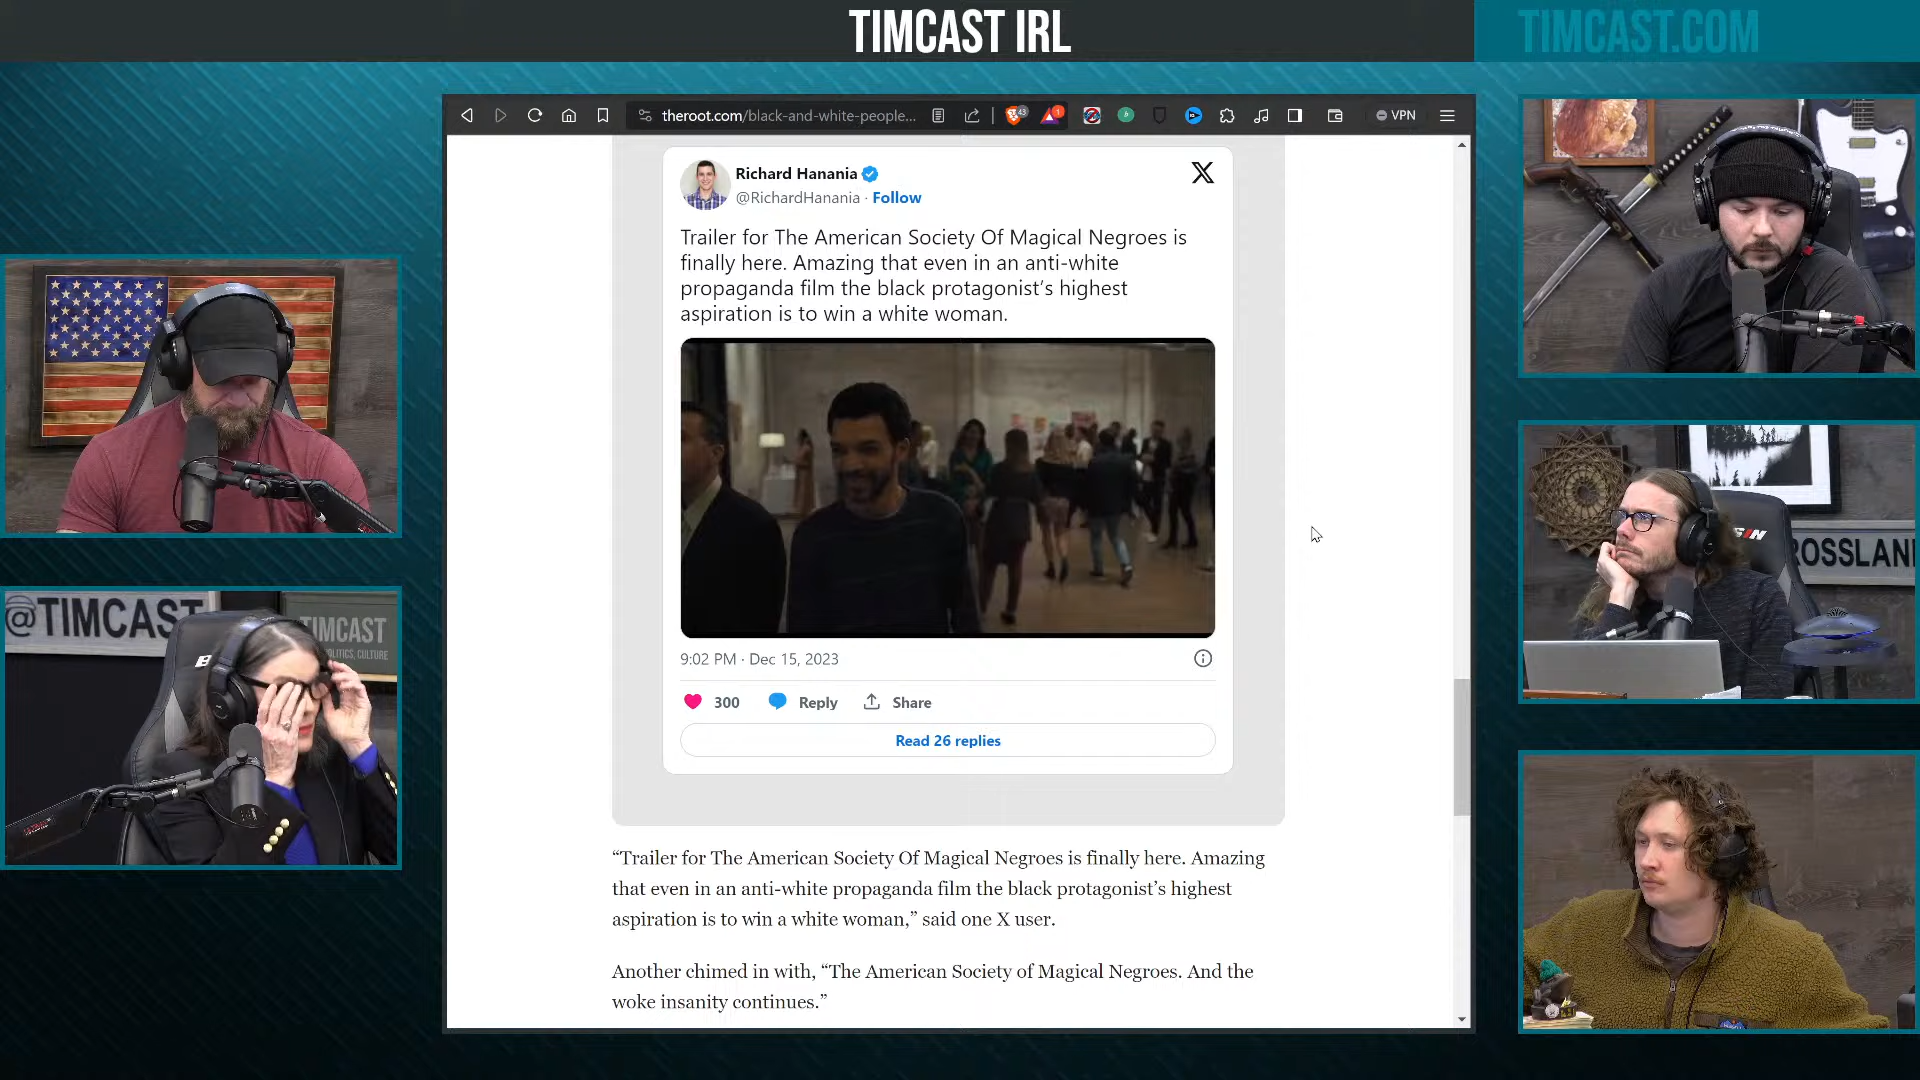 TIMCAST IRL
TIMCAST.COM
theroot.com/black-and-white-people...
43
1
VPN
Richard Hanania
@RichardHanania · Follow
Trailer for The American Society Of Magical Negroes is
finally here. Amazing that even in an anti-white
propaganda film the black protagonist's highest
aspiration is to win a white woman.
9:02 PM · Dec 15, 2023
300 Reply Share
Read 26 replies
“Trailer for The American Society Of Magical Negroes is finally here. Amazing
that even in an anti-white propaganda film the black protagonist’s highest
aspiration is to win a white woman,” said one X user.
Another chimed in with, “The American Society of Magical Negroes. And the
woke insanity continues.”
@TIMCAST
TIMCAST
POLITICS, CULTURE
ROSSLAN